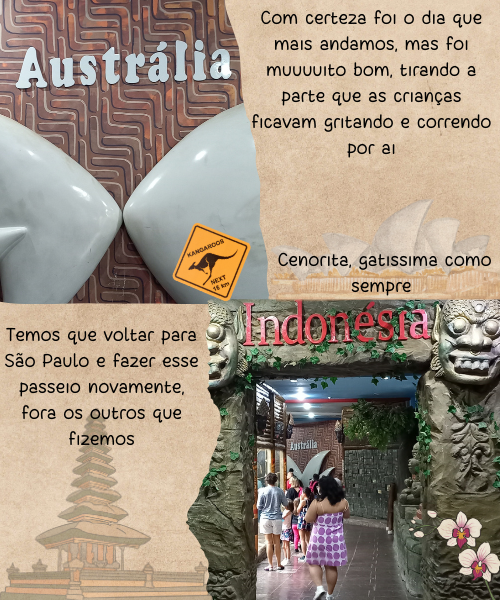 Austrália
Com certeza foi o dia que
mais andamos, mas foi
muuuuito bom, tirando a
parte que as crianças
ficavam gritando e correndo
por aí
KANGAROOS
NEXT
15 km
Cenorita, gatissima como
sempre
Temos que voltar para
São Paulo e fazer esse
passeio novamente,
fora os outros que
fizemos
Indonésia
Austrália